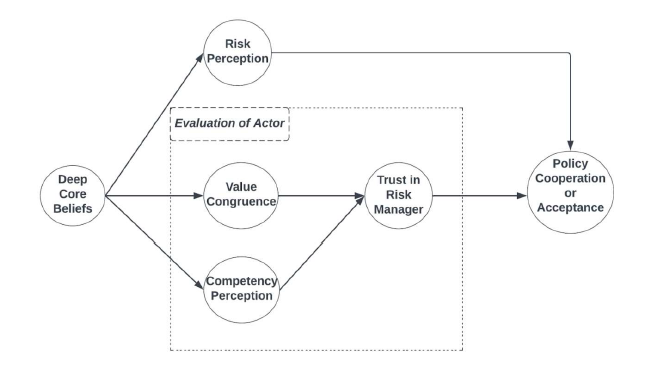 Risk
Perception
Evaluation of Actor
Deep
Core
Beliefs
Value
Congruence
Trust in
Risk
Manager
Policy
Cooperation
or
Acceptance
Competency
Perception